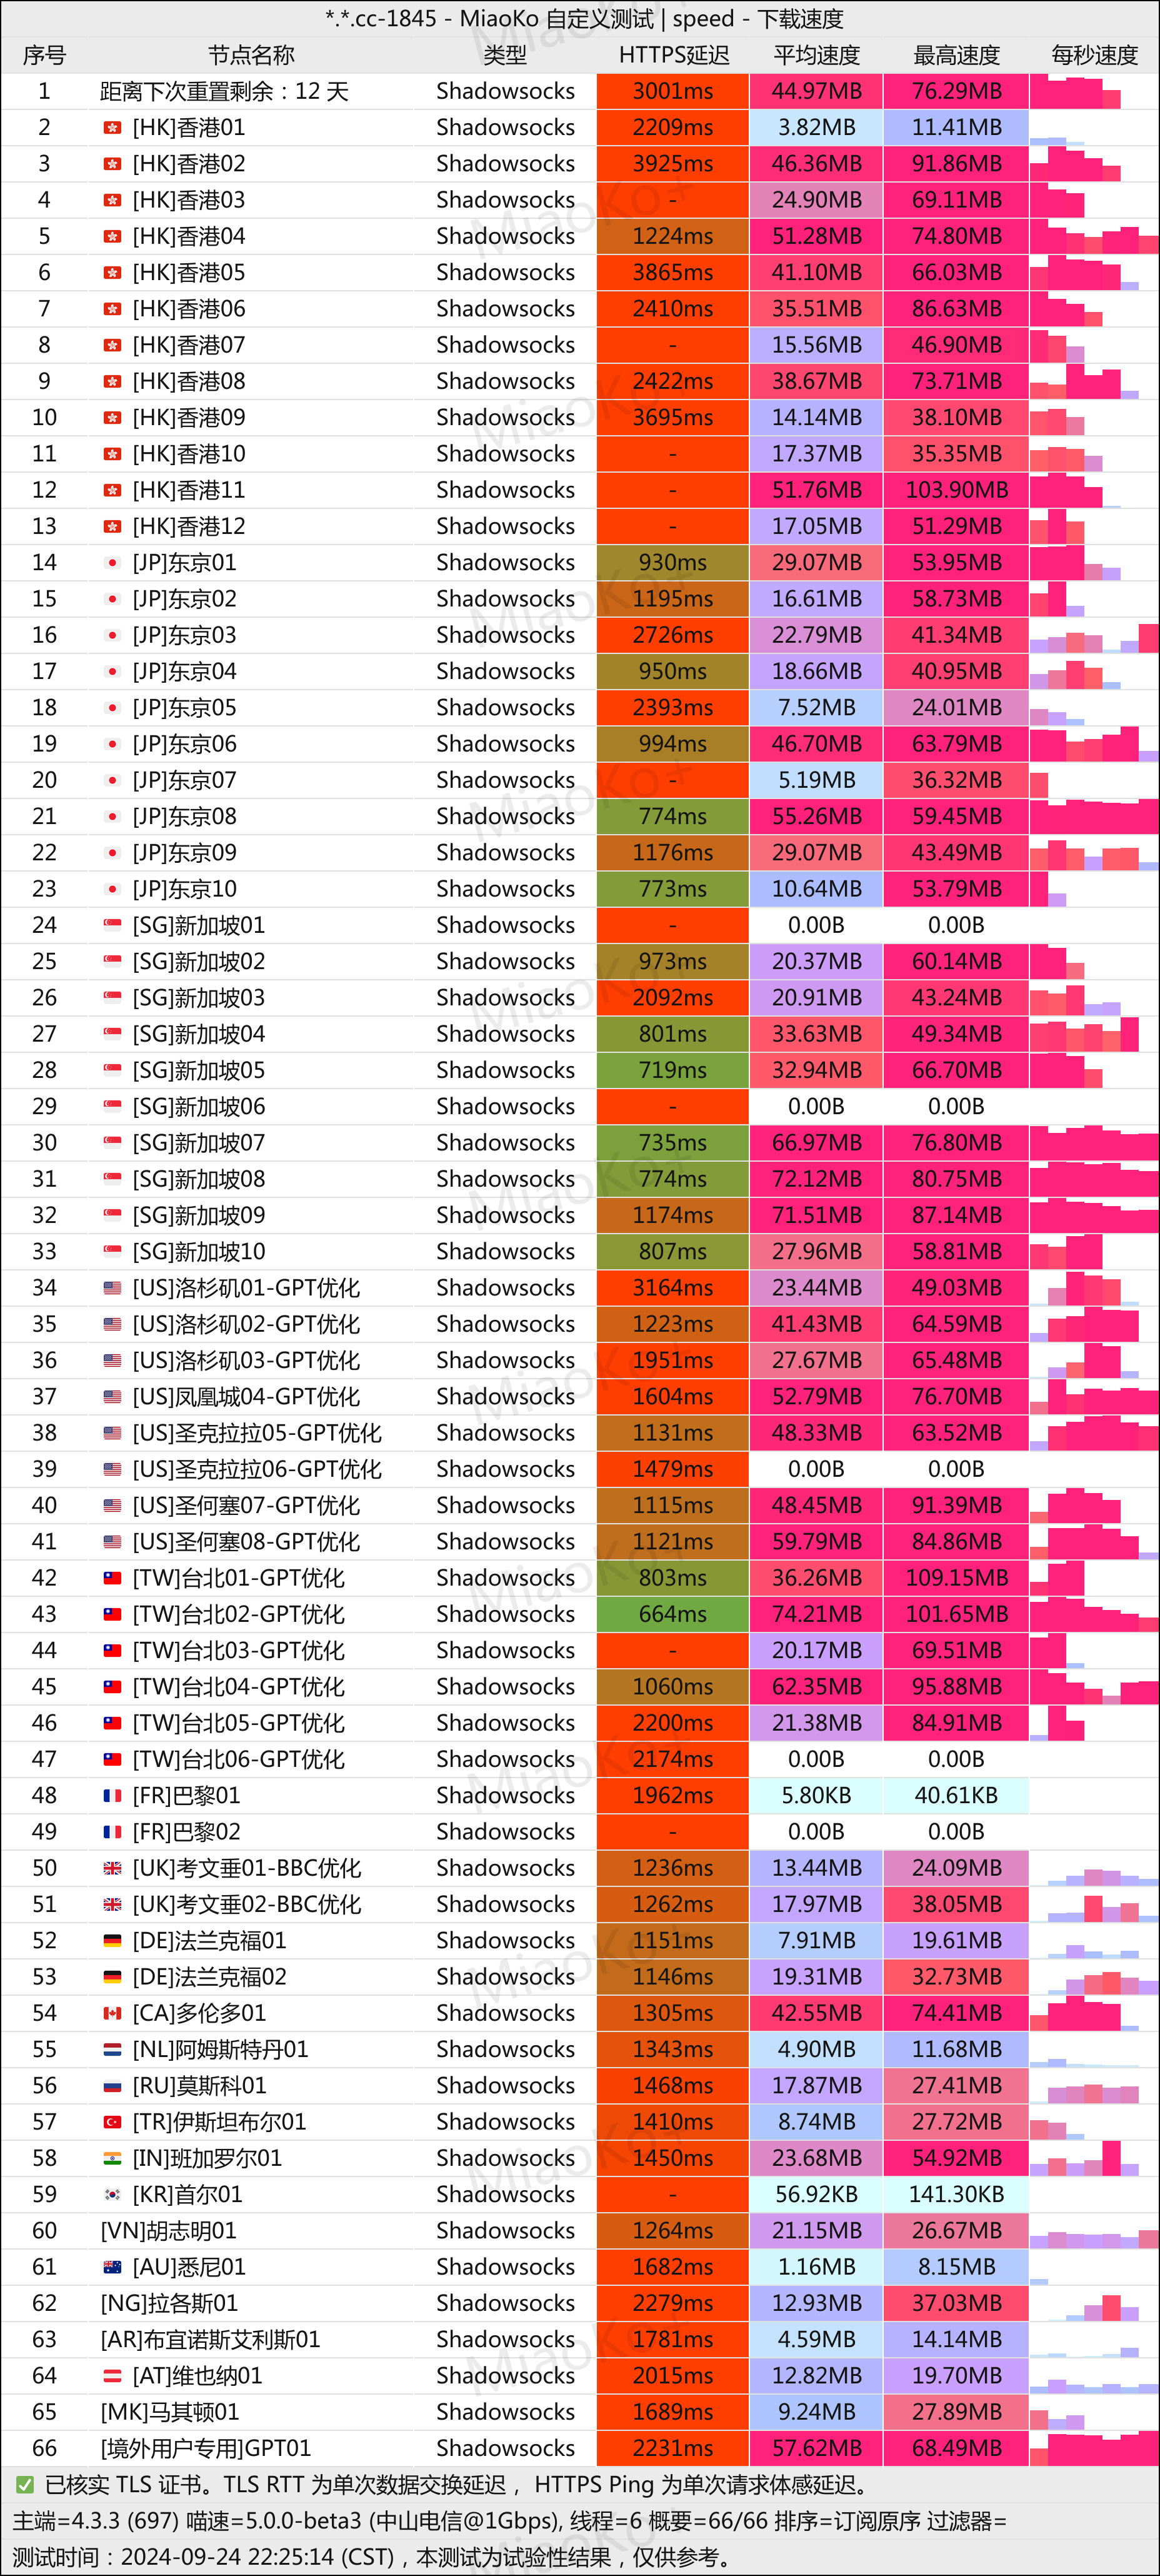 *.*.cc-1845 - MiaoKo 自定义测试 | speed - 下载速度
序号 节点名称 类型 HTTPS延迟 平均速度 最高速度 每秒速度
1 距离下次重置剩余：12 天 Shadowsocks 3001ms 44.97MB 76.29MB
2 [HK]香港01 Shadowsocks 2209ms 3.82MB 11.41MB
3 [HK]香港02 Shadowsocks 3925ms 46.36MB 91.86MB
4 [HK]香港03 Shadowsocks - 24.90MB 69.11MB
5 [HK]香港04 Shadowsocks 1224ms 51.28MB 74.80MB
6 [HK]香港05 Shadowsocks 3865ms 41.10MB 66.03MB
7 [HK]香港06 Shadowsocks 2410ms 35.51MB 86.63MB
8 [HK]香港07 Shadowsocks - 15.56MB 46.90MB
9 [HK]香港08 Shadowsocks 2422ms 38.67MB 73.71MB
10 [HK]香港09 Shadowsocks 3695ms 14.14MB 38.10MB
11 [HK]香港10 Shadowsocks - 17.37MB 35.35MB
12 [HK]香港11 Shadowsocks - 51.76MB 103.90MB
13 [HK]香港12 Shadowsocks - 17.05MB 51.29MB
14 [JP]东京01 Shadowsocks 930ms 29.07MB 53.95MB
15 [JP]东京02 Shadowsocks 1195ms 16.61MB 58.73MB
16 [JP]东京03 Shadowsocks 2726ms 22.79MB 41.34MB
17 [JP]东京04 Shadowsocks 950ms 18.66MB 40.95MB
18 [JP]东京05 Shadowsocks 2393ms 7.52MB 24.01MB
19 [JP]东京06 Shadowsocks 994ms 46.70MB 63.79MB
20 [JP]东京07 Shadowsocks - 5.19MB 36.32MB
21 [JP]东京08 Shadowsocks 774ms 55.26MB 59.45MB
22 [JP]东京09 Shadowsocks 1176ms 29.07MB 43.49MB
23 [JP]东京10 Shadowsocks 773ms 10.64MB 53.79MB
24 [SG]新加坡01 Shadowsocks - 0.00B 0.00B
25 [SG]新加坡02 Shadowsocks 973ms 20.37MB 60.14MB
26 [SG]新加坡03 Shadowsocks 2092ms 20.91MB 43.24MB
27 [SG]新加坡04 Shadowsocks 801ms 33.63MB 49.34MB
28 [SG]新加坡05 Shadowsocks 719ms 32.94MB 66.70MB
29 [SG]新加坡06 Shadowsocks - 0.00B 0.00B
30 [SG]新加坡07 Shadowsocks 735ms 66.97MB 76.80MB
31 [SG]新加坡08 Shadowsocks 774ms 72.12MB 80.75MB
32 [SG]新加坡09 Shadowsocks 1174ms 71.51MB 87.14MB
33 [SG]新加坡10 Shadowsocks 807ms 27.96MB 58.81MB
34 [US]洛杉矶01-GPT优化 Shadowsocks 3164ms 23.44MB 49.03MB
35 [US]洛杉矶02-GPT优化 Shadowsocks 1223ms 41.43MB 64.59MB
36 [US]洛杉矶03-GPT优化 Shadowsocks 1951ms 27.67MB 65.48MB
37 [US]凤凰城04-GPT优化 Shadowsocks 1604ms 52.79MB 76.70MB
38 [US]圣克拉拉05-GPT优化 Shadowsocks 1131ms 48.33MB 63.52MB
39 [US]圣克拉拉06-GPT优化 Shadowsocks 1479ms 0.00B 0.00B
40 [US]圣何塞07-GPT优化 Shadowsocks 1115ms 48.45MB 91.39MB
41 [US]圣何塞08-GPT优化 Shadowsocks 1121ms 59.79MB 84.86MB
42 [TW]台北01-GPT优化 Shadowsocks 803ms 36.26MB 109.15MB
43 [TW]台北02-GPT优化 Shadowsocks 664ms 74.21MB 101.65MB
44 [TW]台北03-GPT优化 Shadowsocks - 20.17MB 69.51MB
45 [TW]台北04-GPT优化 Shadowsocks 1060ms 62.35MB 95.88MB
46 [TW]台北05-GPT优化 Shadowsocks 2200ms 21.38MB 84.91MB
47 [TW]台北06-GPT优化 Shadowsocks 2174ms 0.00B 0.00B
48 [FR]巴黎01 Shadowsocks 1962ms 5.80KB 40.61KB
49 [FR]巴黎02 Shadowsocks - 0.00B 0.00B
50 [UK]考文垂01-BBC优化 Shadowsocks 1236ms 13.44MB 24.09MB
51 [UK]考文垂02-BBC优化 Shadowsocks 1262ms 17.97MB 38.05MB
52 [DE]法兰克福01 Shadowsocks 1151ms 7.91MB 19.61MB
53 [DE]法兰克福02 Shadowsocks 1146ms 19.31MB 32.73MB
54 [CA]多伦多01 Shadowsocks 1305ms 42.55MB 74.41MB
55 [NL]阿姆斯特丹01 Shadowsocks 1343ms 4.90MB 11.68MB
56 [RU]莫斯科01 Shadowsocks 1468ms 17.87MB 27.41MB
57 [TR]伊斯坦布尔01 Shadowsocks 1410ms 8.74MB 27.72MB
58 [IN]班加罗尔01 Shadowsocks 1450ms 23.68MB 54.92MB
59 [KR]首尔01 Shadowsocks - 56.92KB 141.30KB
60 [VN]胡志明01 Shadowsocks 1264ms 21.15MB 26.67MB
61 [AU]悉尼01 Shadowsocks 1682ms 1.16MB 8.15MB
62 [NG]拉各斯01 Shadowsocks 2279ms 12.93MB 37.03MB
63 [AR]布宜诺斯艾利斯01 Shadowsocks 1781ms 4.59MB 14.14MB
64 [AT]维也纳01 Shadowsocks 2015ms 12.82MB 19.70MB
65 [MK]马其顿01 Shadowsocks 1689ms 9.24MB 27.89MB
66 [境外用户专用]GPT01 Shadowsocks 2231ms 57.62MB 68.49MB
✅ 已核实 TLS 证书。TLS RTT 为单次数据交换延迟， HTTPS Ping 为单次请求体感延迟。
主端=4.3.3 (697) 喵速=5.0.0-beta3 (中山电信@1Gbps), 线程=6 概要=66/66 排序=订阅原序 过滤器=
测试时间：2024-09-24 22:25:14 (CST)，本测试为试验性结果，仅供参考。